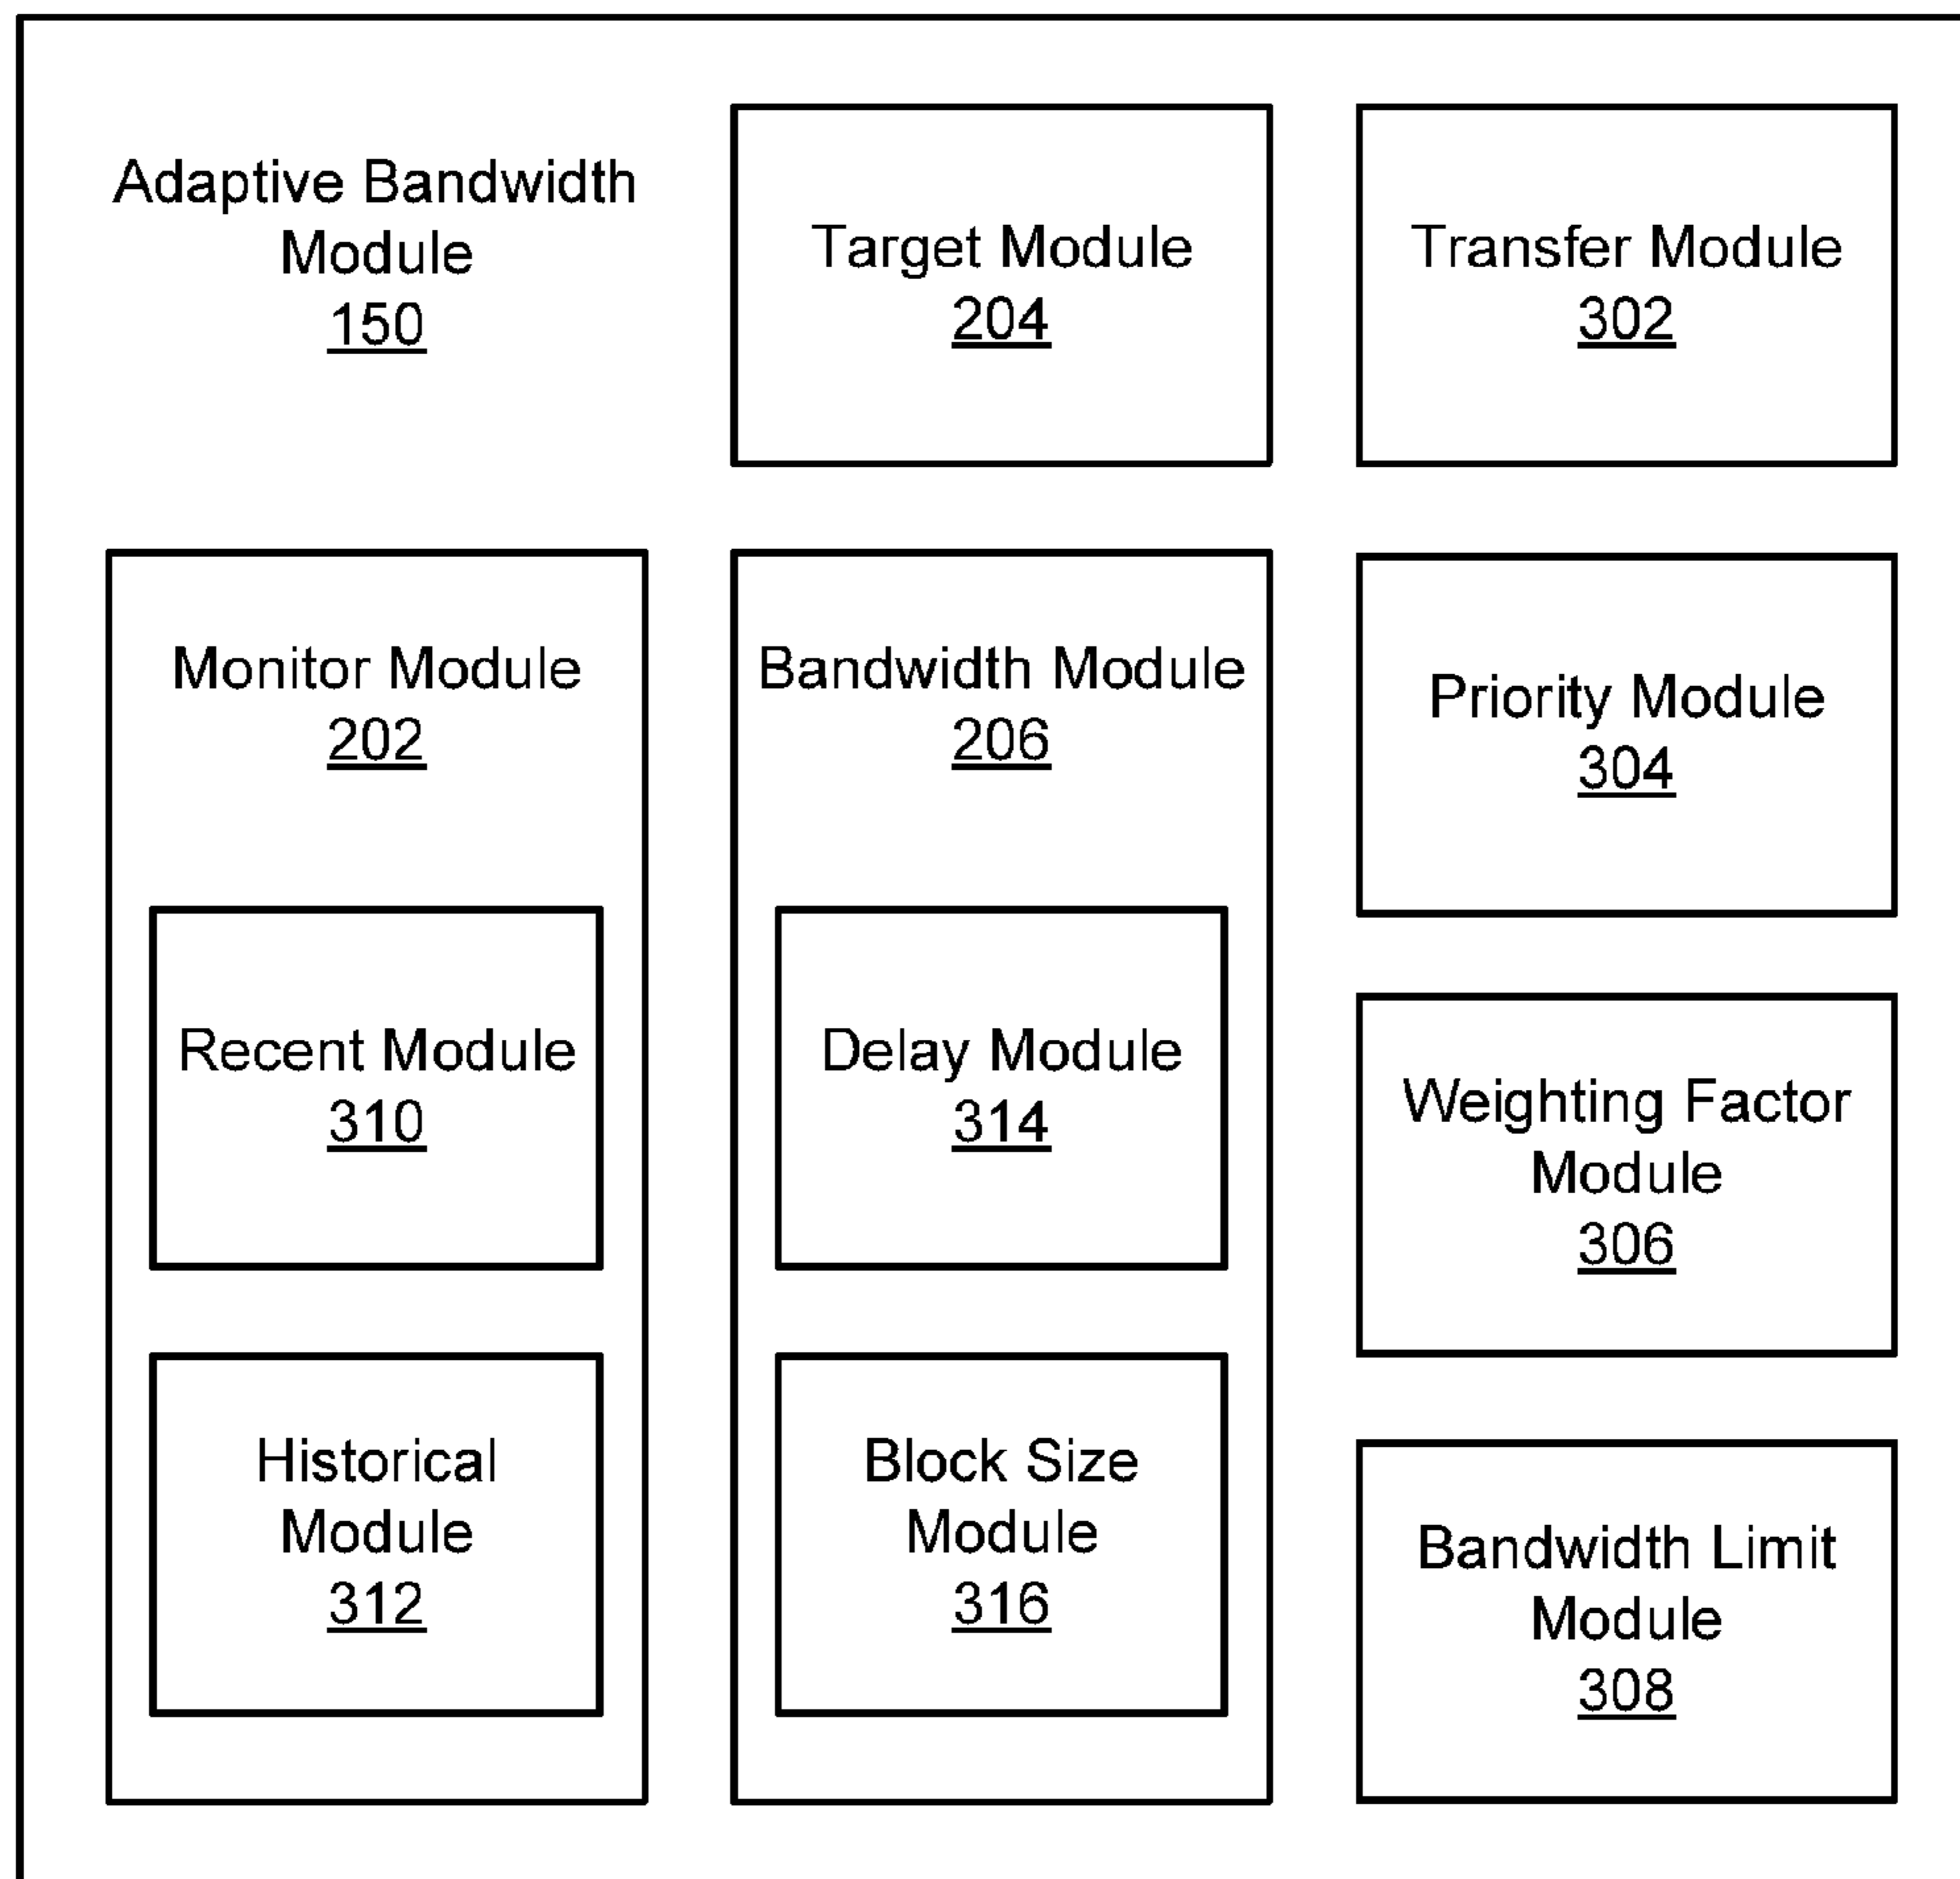 Adaptive Bandwidth
Module
150
Target Module
204
Transfer Module
302
Monitor Module
202
Recent Module
310
Historical
Module
312
Bandwidth Module
206
Delay Module
314
Block Size
Module
316
Priority Module
304
Weighting Factor
Module
306
Bandwidth Limit
Module
308